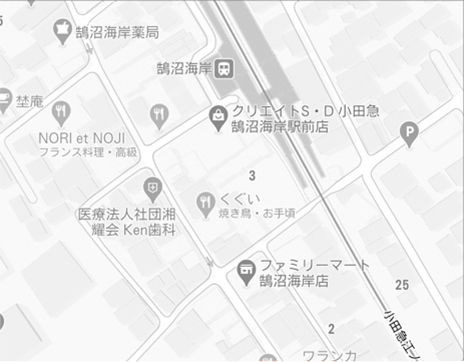 5
鵠沼海岸薬局
鵠沼海岸
埜庵
クリエイトS・D 小田急
鵠沼海岸駅前店
NORI et NOJI
フランス料理・高級
P
3
くぐい
焼き鳥・お手頃
医療法人社団湘
耀会 Ken歯科
ファミリーマート
鵠沼海岸店
25
小田急江ノ
2
ワラシカ